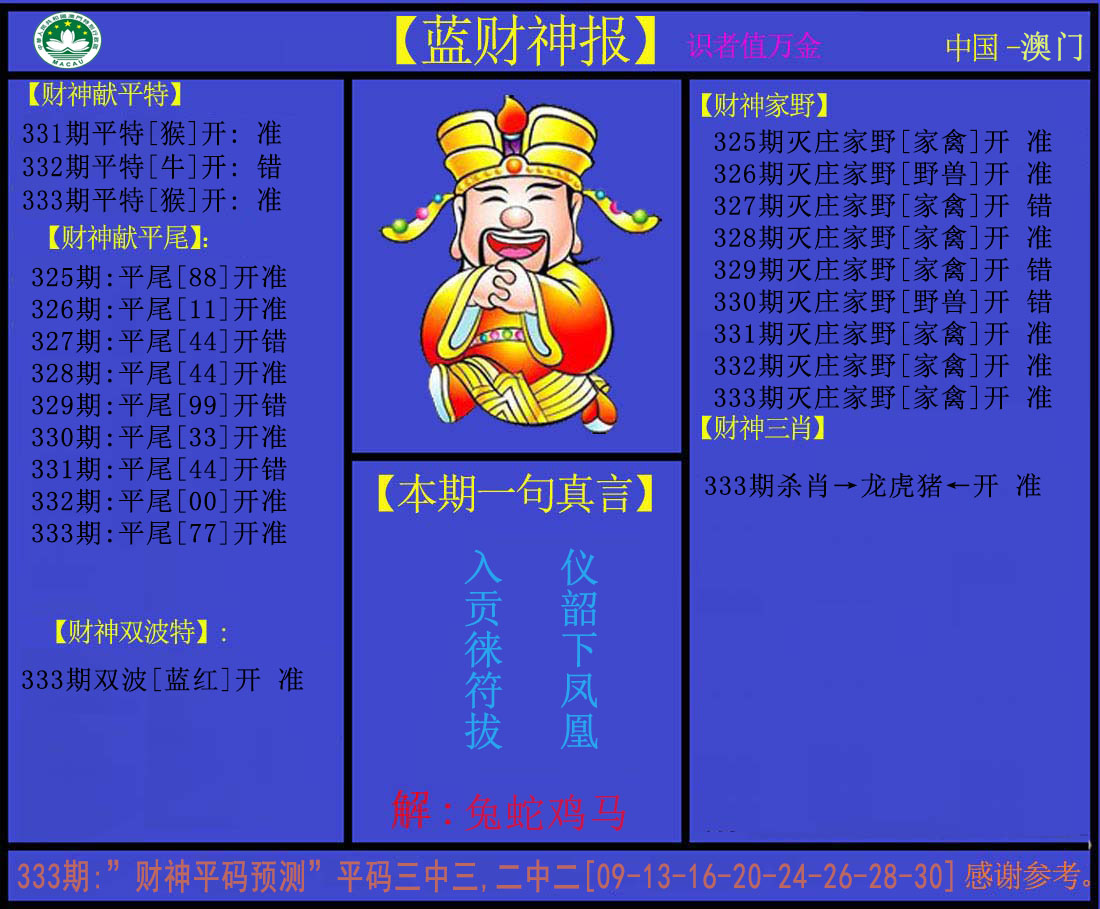 【蓝财神报】
识者值万金
中国-澳门
MACAU
【财神献平特】
331期平特[猴]开: 准
332期平特[牛]开: 错
333期平特[猴]开: 准
【财神献平尾】:
325期:平尾[88]开准
326期:平尾[11]开准
327期:平尾[44]开错
328期:平尾[44]开准
329期:平尾[99]开错
330期:平尾[33]开准
331期:平尾[44]开错
332期:平尾[00]开准
333期:平尾[77]开准
【财神双波特】:
333期双波[蓝红]开 准
【本期一句真言】
仪韶下凤凰
入贡徕符拔
解:兔蛇鸡马
【财神家野】
325期灭庄家野[家禽]开 准
326期灭庄家野[野兽]开 准
327期灭庄家野[家禽]开 错
328期灭庄家野[家禽]开 准
329期灭庄家野[家禽]开 错
330期灭庄家野[野兽]开 错
331期灭庄家野[家禽]开 准
332期灭庄家野[家禽]开 准
333期灭庄家野[家禽]开 准
【财神三肖】
333期杀肖→龙虎猪←开 准
333期:”财神平码预测”平码三中三,二中二[09-13-16-20-24-26-28-30]感谢参考。